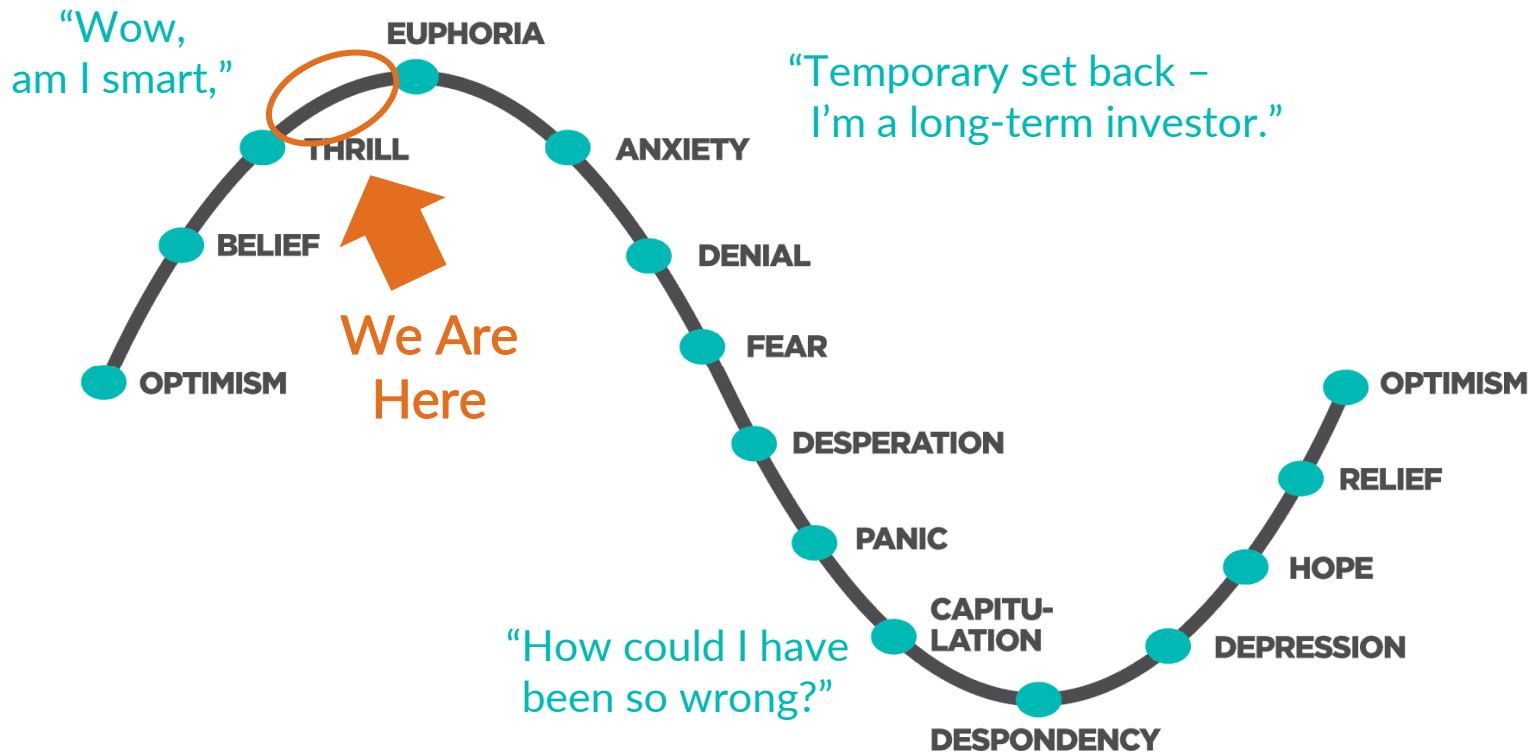 “Wow,
am I smart,”
EUPHORIA
“Temporary set back –
I’m a long-term investor.”
THRILL
ANXIETY
BELIEF
DENIAL
We Are
Here
FEAR
OPTIMISM
OPTIMISM
DESPERATION
RELIEF
PANIC
HOPE
CAPITU-
LATION
“How could I have
been so wrong?”
DEPRESSION
DESPONDENCY